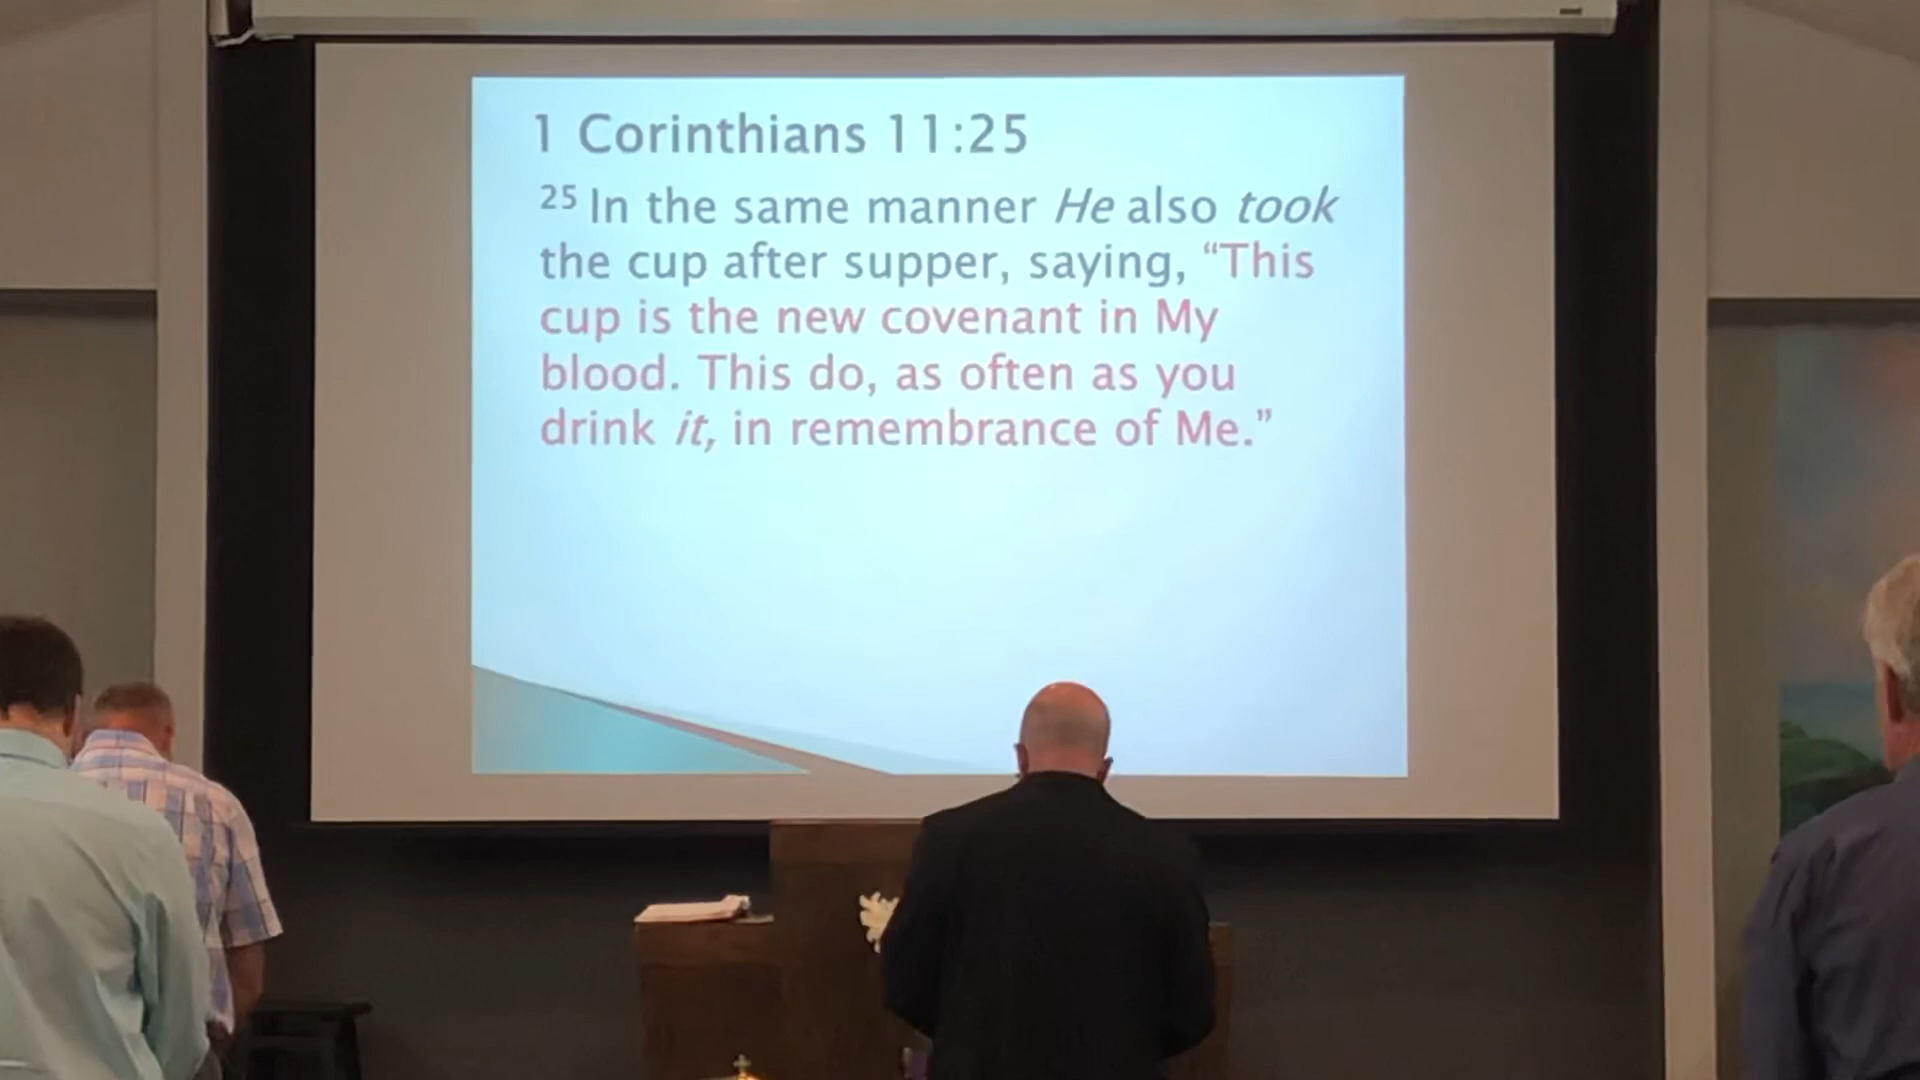 1 Corinthians 11:25
25 In the same manner He also took
the cup after supper, saying, “This
cup is the new covenant in My
blood. This do, as often as you
drink it, in remembrance of Me.”